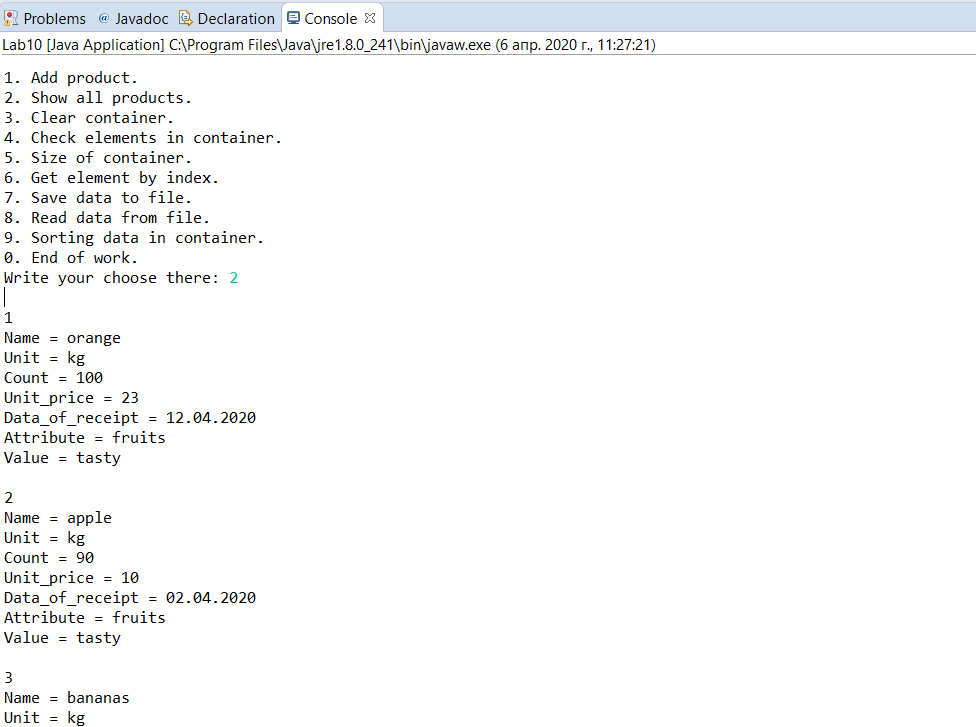 Problems @ Javadoc Declaration Console
Lab10 [Java Application] C:\Program Files\Java\jre1.8.0_241\bin\javaw.exe (6 апр. 2020 г., 11:27:21)
1. Add product.
2. Show all products.
3. Clear container.
4. Check elements in container.
5. Size of container.
6. Get element by index.
7. Save data to file.
8. Read data from file.
9. Sorting data in container.
0. End of work.
Write your choose there: 2
1
Name = orange
Unit = kg
Count = 100
Unit_price = 23
Data_of_receipt = 12.04.2020
Attribute = fruits
Value = tasty
2
Name = apple
Unit = kg
Count = 90
Unit_price = 10
Data_of_receipt = 02.04.2020
Attribute = fruits
Value = tasty
3
Name = bananas
Unit = kg